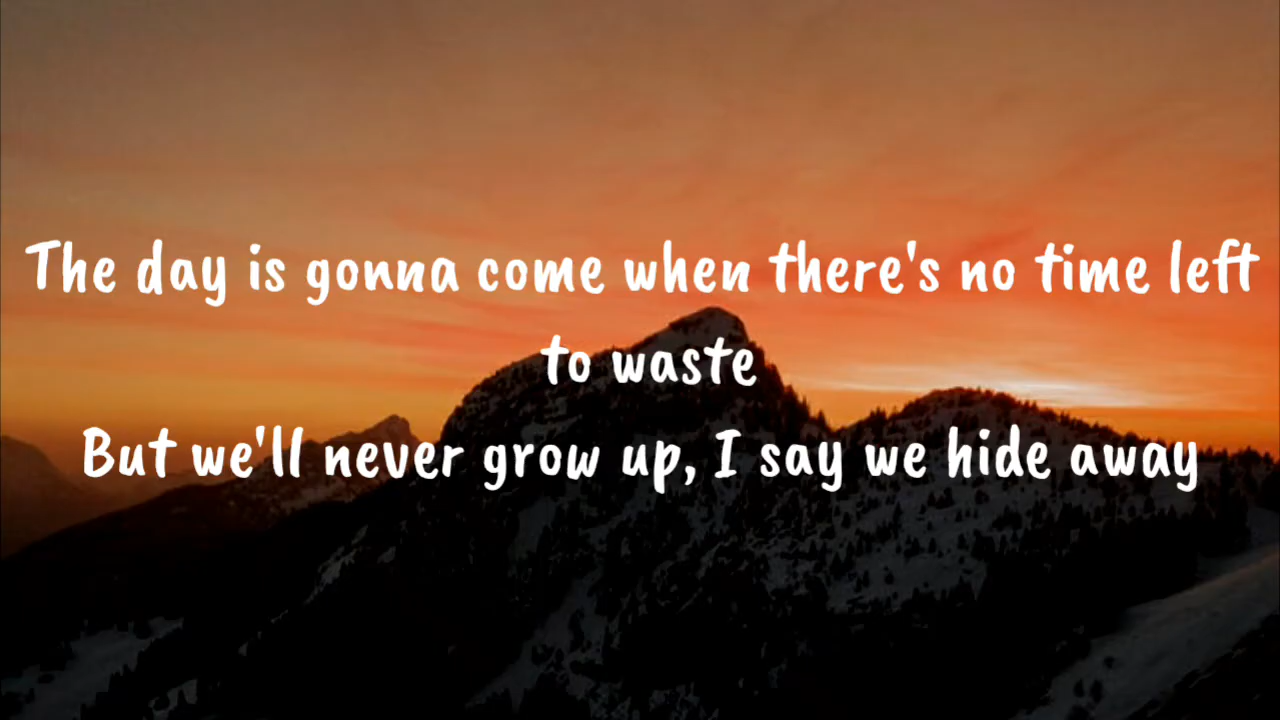 The day is gonna come when there's no time left
to waste
But we'll never grow up, I say we hide away